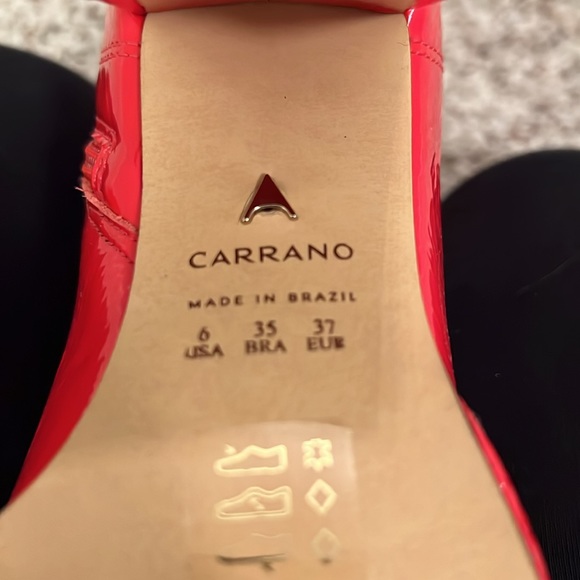 CARRANO
MADE IN BRAZIL
6 35 37
USA BRA EUR